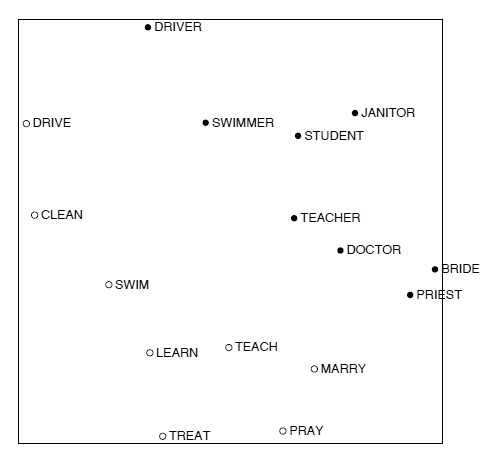 DRIVER
JANITOR
DRIVE
SWIMMER
STUDENT
CLEAN
TEACHER
DOCTOR
BRIDE
SWIM
PRIEST
TEACH
LEARN
MARRY
PRAY
TREAT